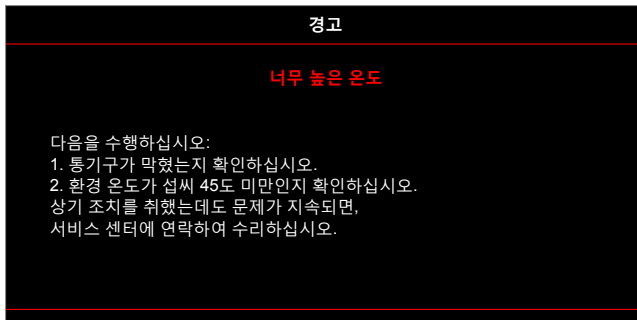 경고
너무 높은 온도
다음을 수행하십시오:
1. 통기구가 막혔는지 확인하십시오.
2. 환경 온도가 섭씨 45도 미만인지 확인하십시오.
상기 조치를 취했는데도 문제가 지속되면,
서비스 센터에 연락하여 수리하십시오.